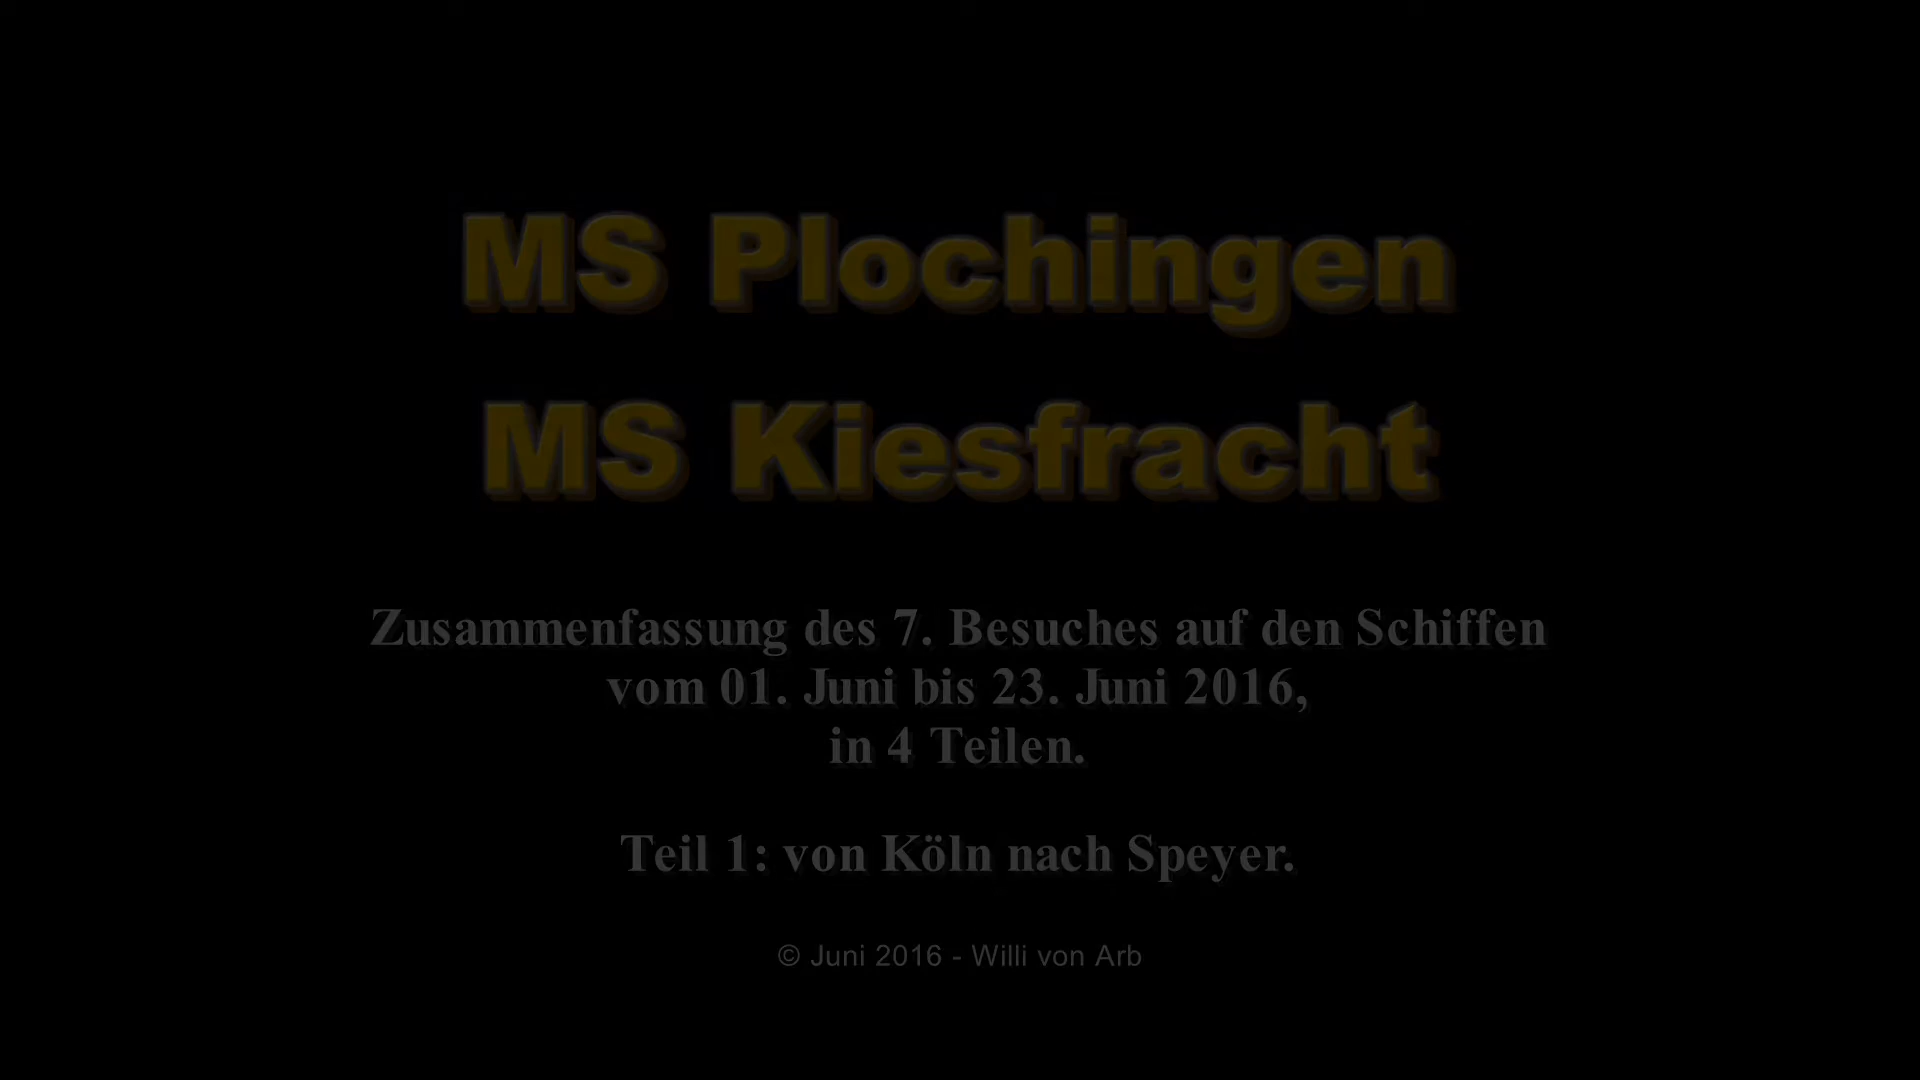 MS Plochingen
MS Kiesfracht
Zusammenfassung des 7. Besuches auf den Schiffen
vom 01. Juni bis 23. Juni 2016,
in 4 Teilen.
Teil 1: von Köln nach Speyer.
© Juni 2016 - Willi von Arb